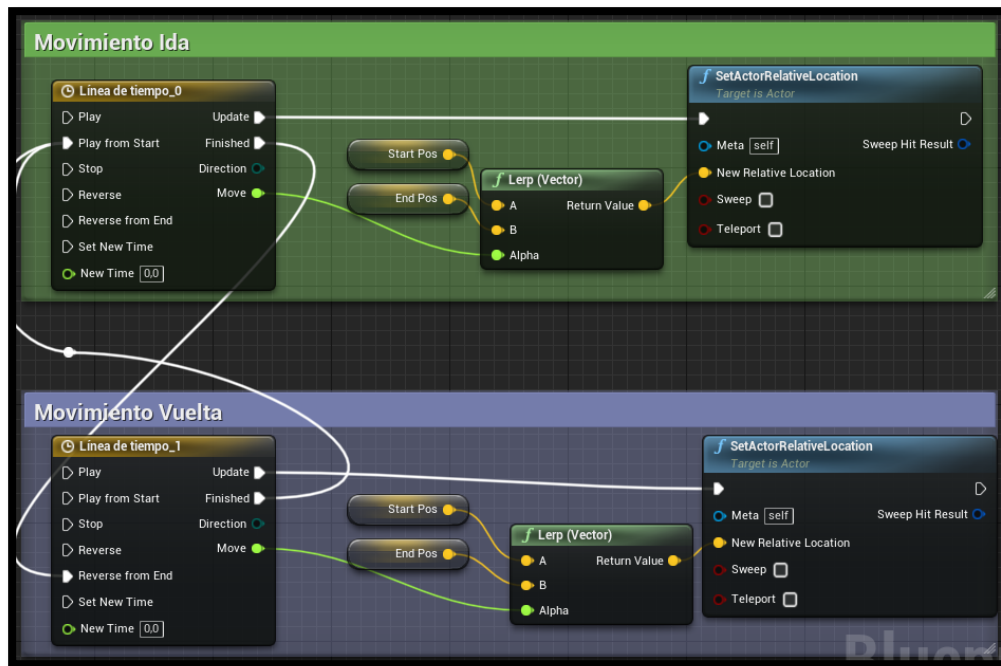 Movimiento Ida
Línea de tiempo_0
Play
Update
Play from Start
Finished
Stop
Direction
Reverse
Move
Reverse from End
Set New Time
New Time 0,0
Start Pos
End Pos
Lerp (Vector)
A
Return Value
B
Alpha
SetActorRelativeLocation
Target is Actor
Meta self
Sweep Hit Result
New Relative Location
Sweep
Teleport
Movimiento Vuelta
Línea de tiempo_1
Play
Update
Play from Start
Finished
Stop
Direction
Reverse
Move
Reverse from End
Set New Time
New Time 0,0
Start Pos
End Pos
Lerp (Vector)
A
Return Value
B
Alpha
SetActorRelativeLocation
Target is Actor
Meta self
Sweep Hit Result
New Relative Location
Sweep
Teleport